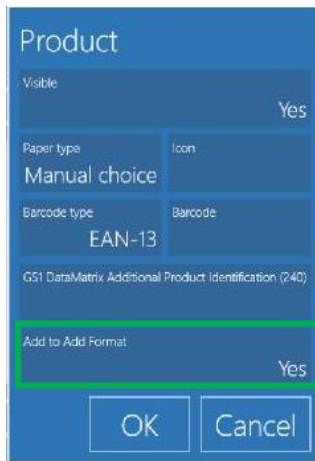 Product
Visible
Yes
Paper type
Icon
Manual choice
Barcode type
Barcode
EAN-13
GS1 DataMatrix Additional Product Identification (240)
Add to Add Format
Yes
OK
Cancel